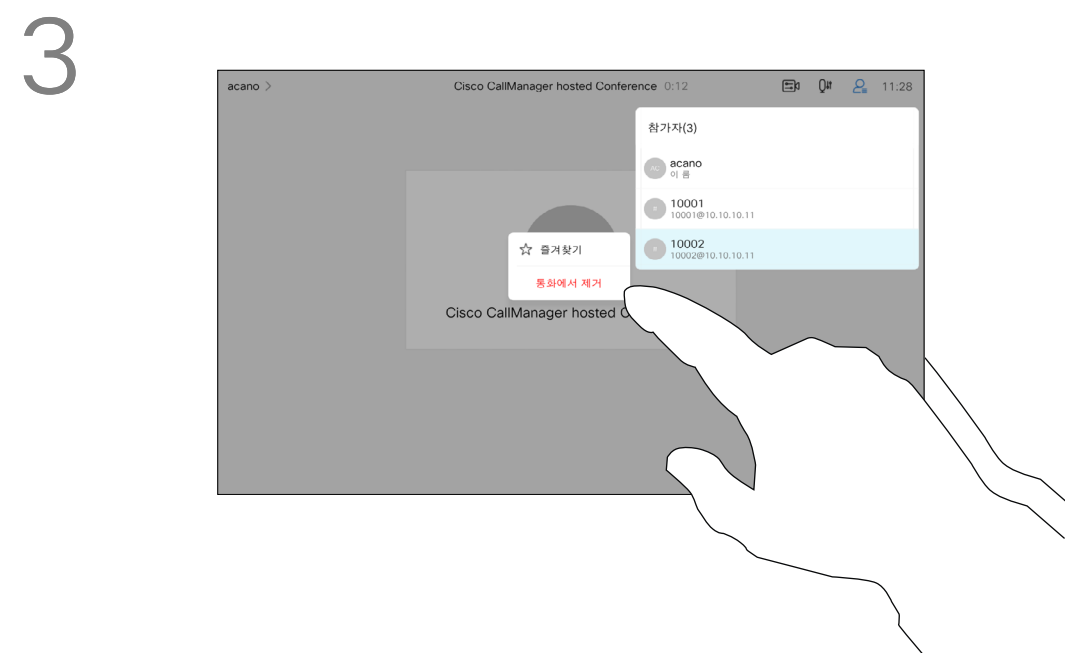 3
acano >
Cisco CallManager hosted Conference 0:12
11:28
참가자(3)
AC
acano
이 름
10001
10001@10.10.10.11
10002
10002@10.10.10.11
즐겨찾기
통화에서 제거
Cisco CallManager hosted C